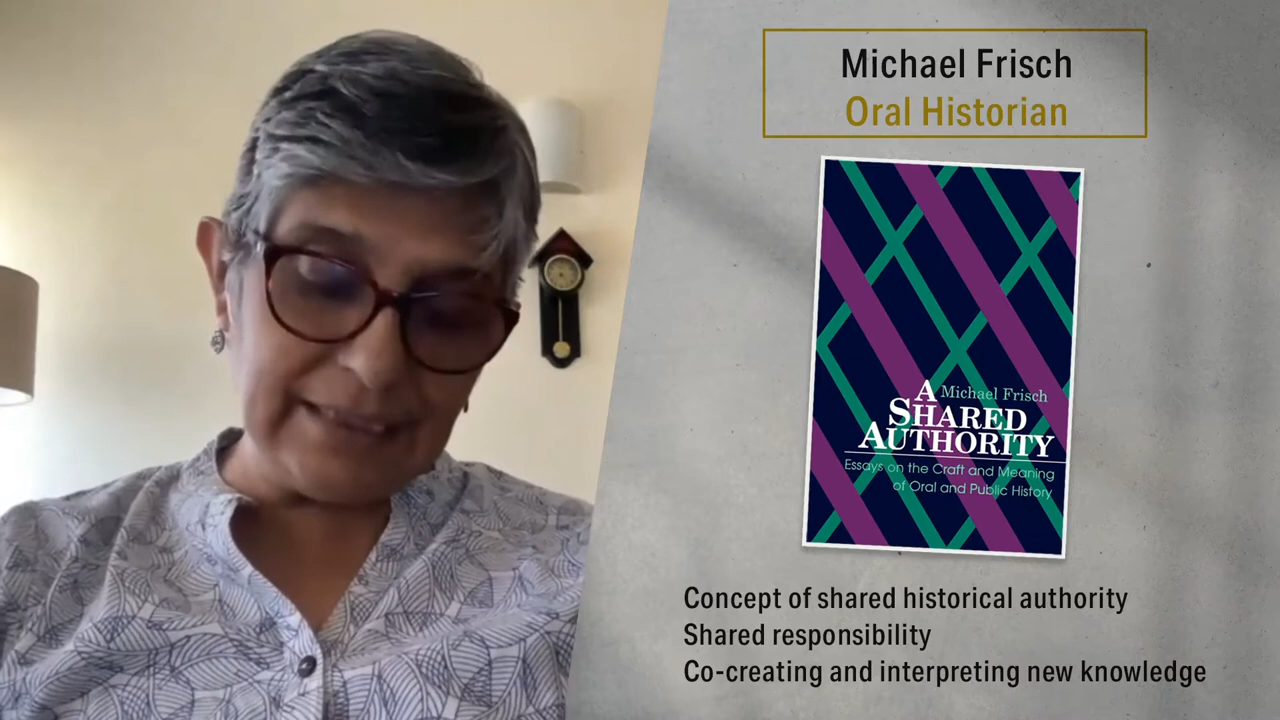 Michael Frisch
Oral Historian
A Michael Frisch
SHARED
AUTHORITY
Essays on the Craft and Meaning
of Oral and Public History
Concept of shared historical authority
Shared responsibility
Co-creating and interpreting new knowledge